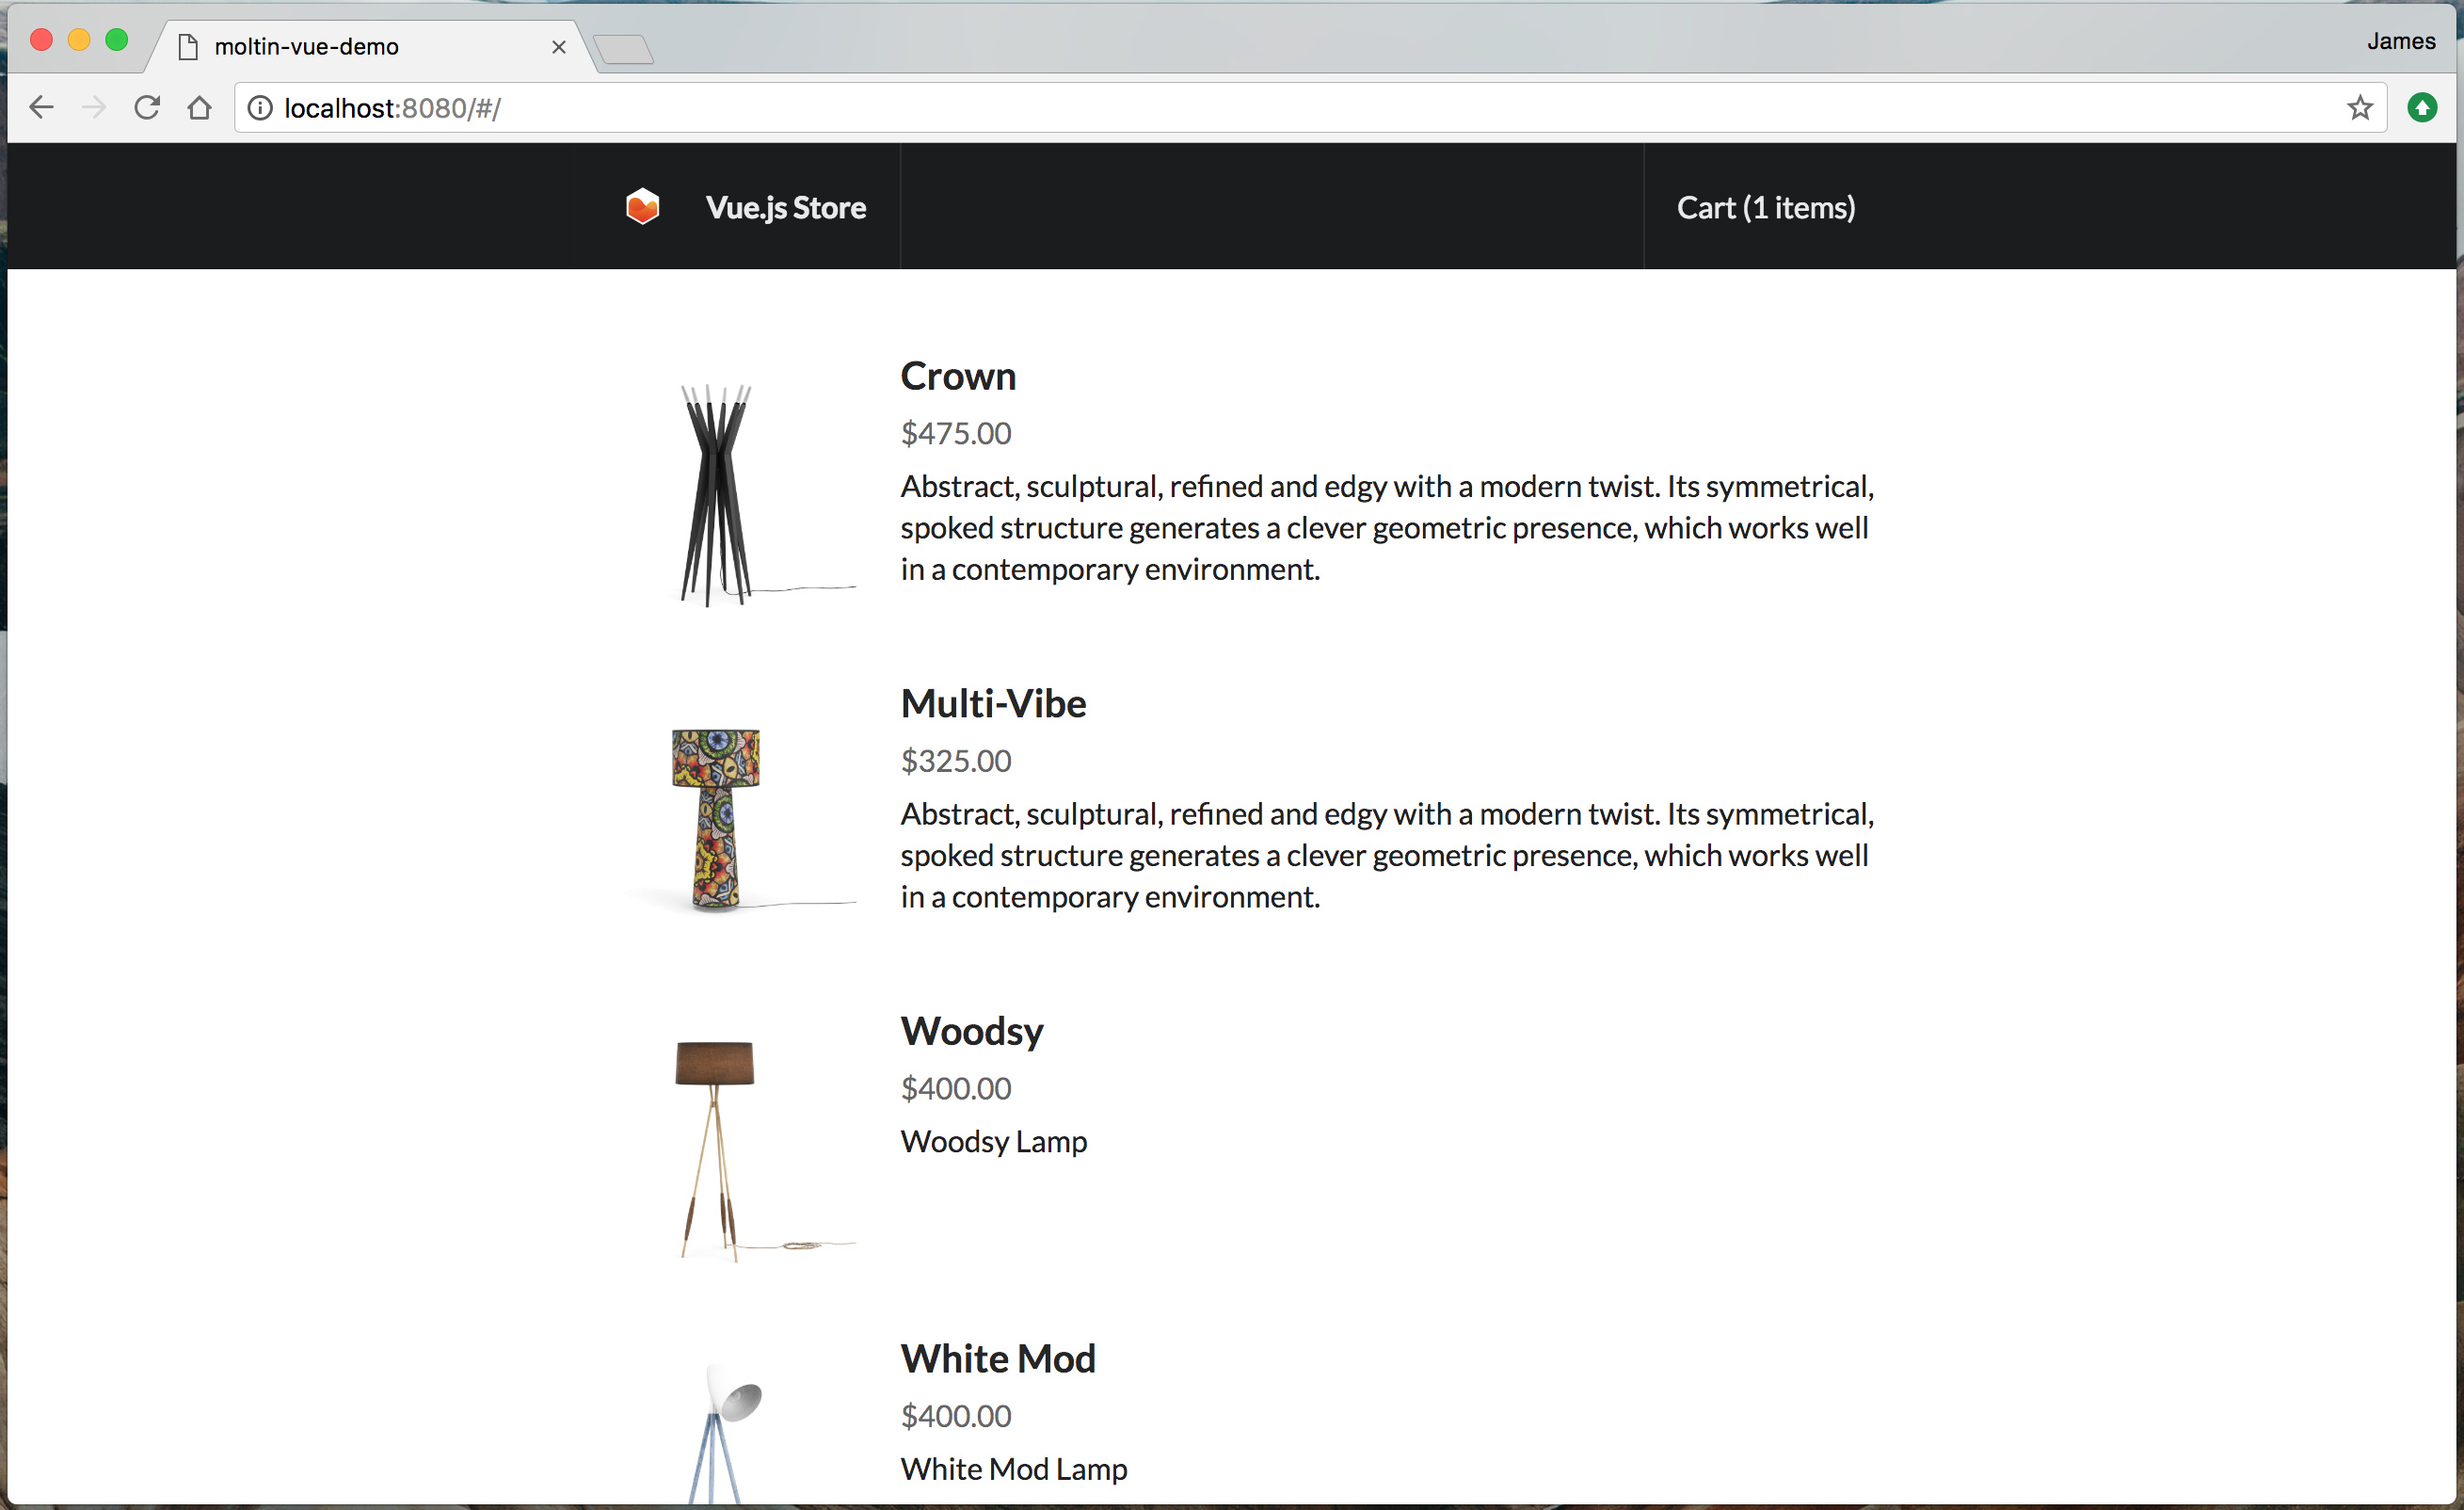 moltin-vue-demo
James
localhost:8080/#/
Vue.js Store
Cart (1 items)
Crown
$475.00
Abstract, sculptural, refined and edgy with a modern twist. Its symmetrical,
spoked structure generates a clever geometric presence, which works well
in a contemporary environment.
Multi-Vibe
$325.00
Abstract, sculptural, refined and edgy with a modern twist. Its symmetrical,
spoked structure generates a clever geometric presence, which works well
in a contemporary environment.
Woodsy
$400.00
Woodsy Lamp
White Mod
$400.00
White Mod Lamp